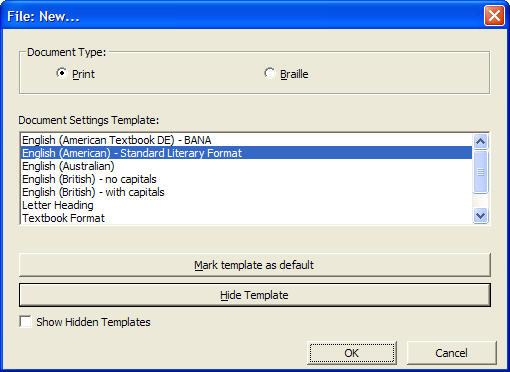 File: New...
Document Type:
Print Braille
Document Settings Template:
English (American Textbook DE) - BANA
English (American) - Standard Literary Format
English (Australian)
English (British) - no capitals
English (British) - with capitals
Letter Heading
Textbook Format
Mark template as default
Hide Template
Show Hidden Templates
OK Cancel